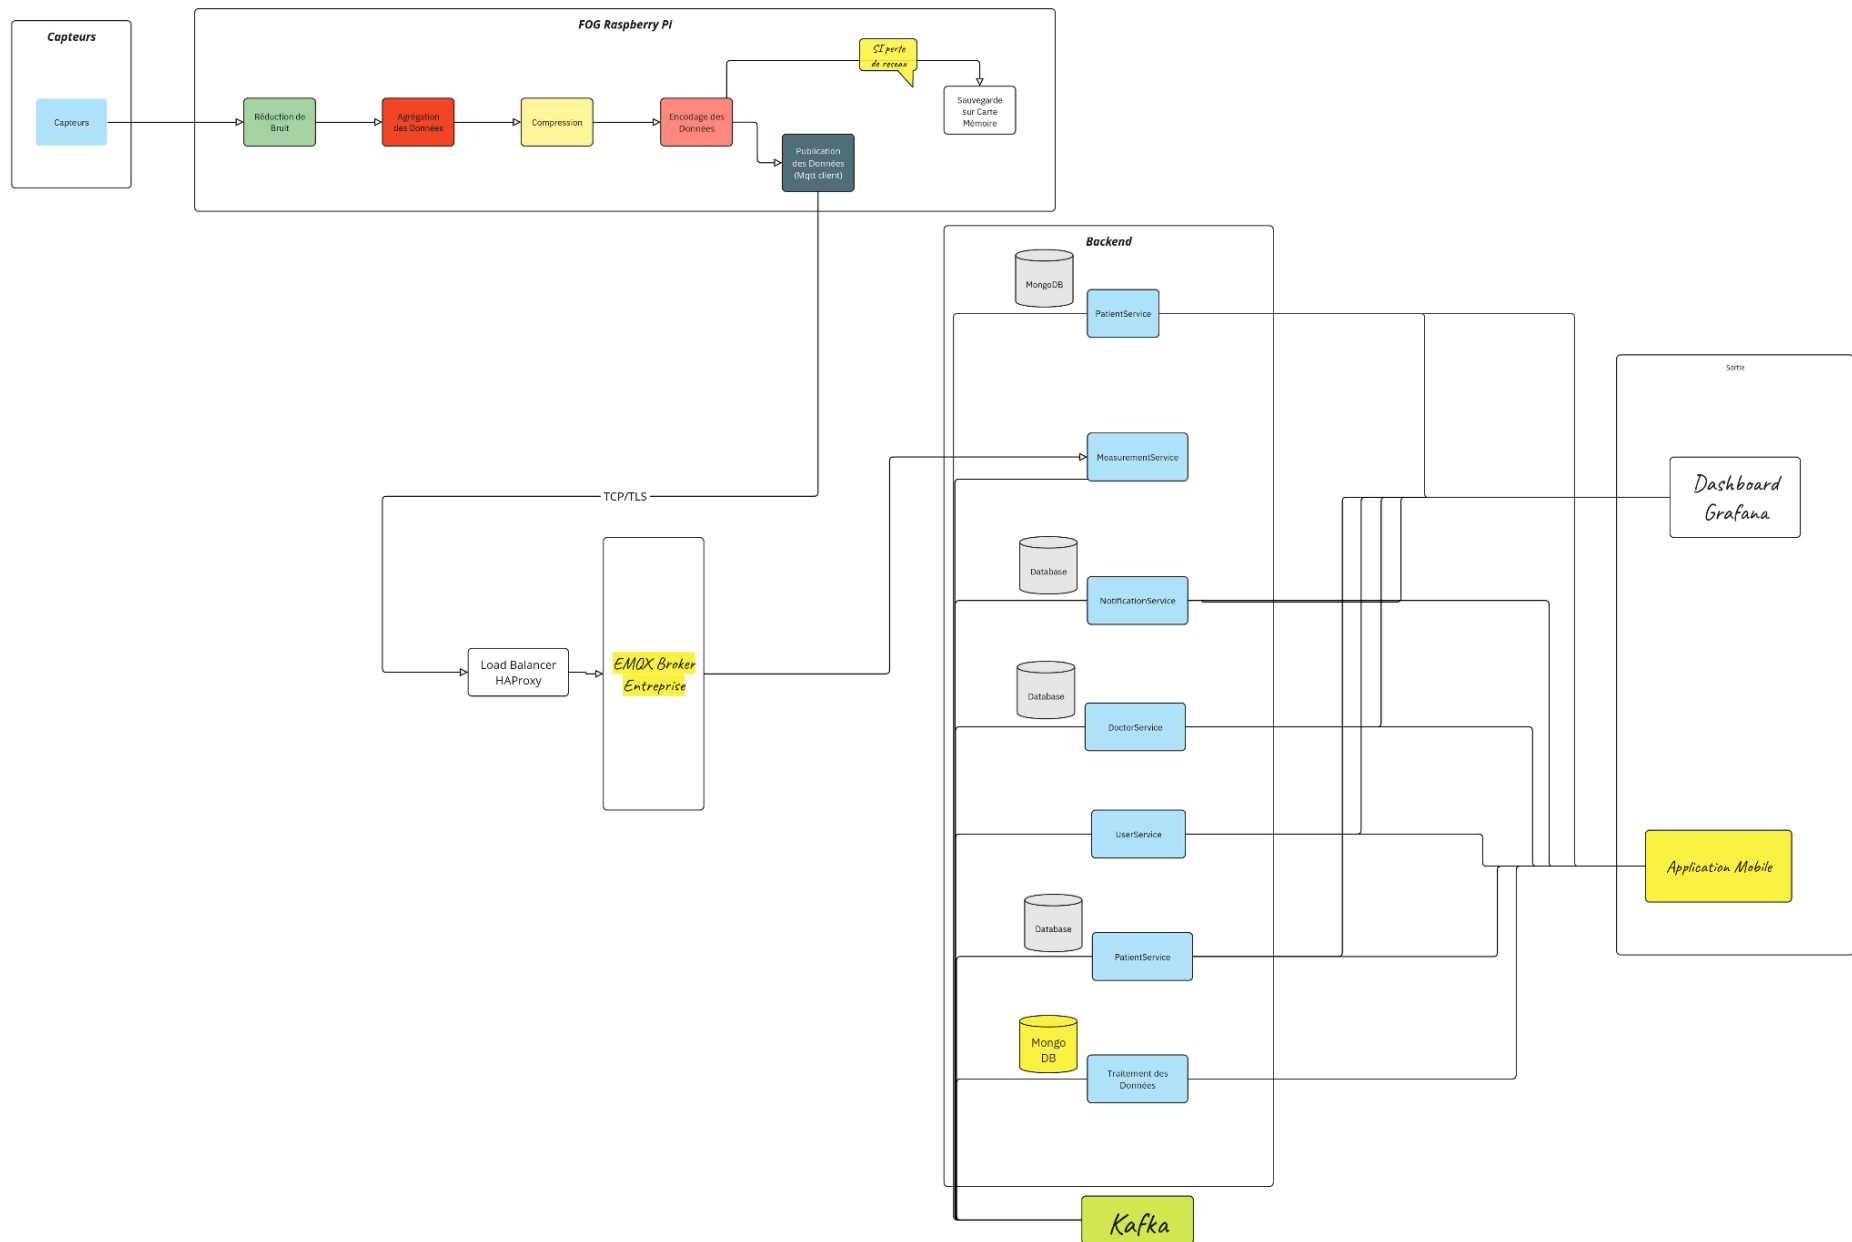 Capteurs
Capteurs
FOG Raspberry Pi
SI perte
de reseau
Réduction de
Bruit
Agrégation
des Données
Compression
Encodage des
Données
Sauvegarde
sur Carte
Mémoire
Publication
des Données
(Mqtt client)
TCP/TLS
Load Balancer
HAProxy
EMQX Broker
Entreprise
Backend
MongoDB
PatientService
MeasurementService
Database
NotificationService
Database
DoctorService
UserService
Database
PatientService
Mongo
DB
Traitement des
Données
Kafka
Sortie
Dashboard
Grafana
Application Mobile